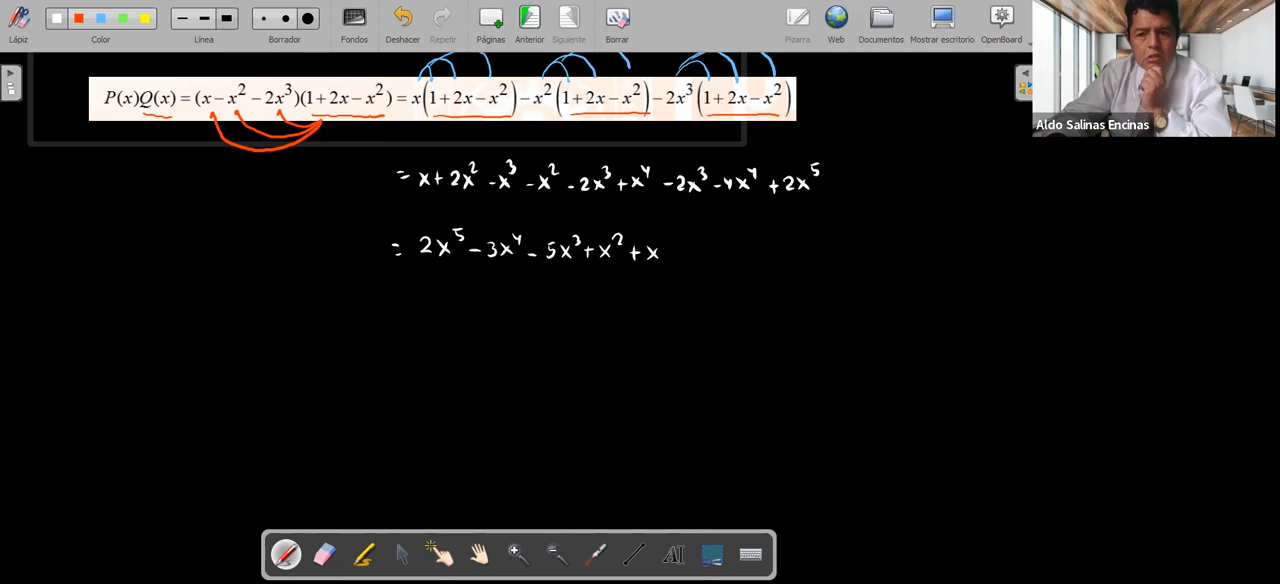 Lápiz Color Línea Borrador Fondos Deshacer Repetir Páginas Anterior Siguiente Borrar Pizarra Web Documentos Mostrar escritorio OpenBoard
P(x)Q(x) = (x − x² − 2x³)(1 + 2x − x²) = x(1 + 2x − x²) − x²(1 + 2x − x²) − 2x³(1 + 2x − x²)
Aldo Salinas Encinas
= x + 2x² − x³ − x² − 2x³ + x⁴ − 2x³ − 4x⁴ + 2x⁵
= 2x⁵ − 3x⁴ − 5x³ + x² + x
AI